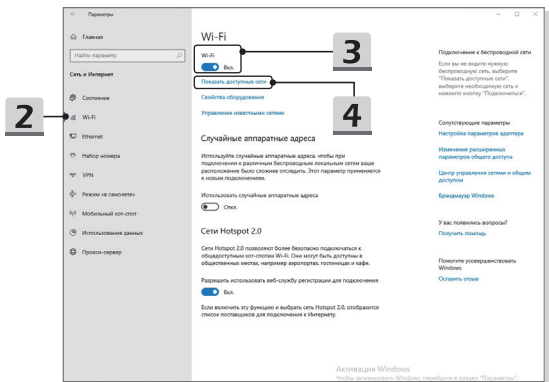 Параметры
Главная
Найти параметр
Сеть и Интернет
Состояние
Wi-Fi
Ethernet
Набор номера
VPN
Режим «в самолете»
Мобильный хот-спот
Использование данных
Прокси-сервер
2
Wi-Fi
Wi-Fi
Вкл.
Показать доступные сети
Свойства оборудования
Управление известными сетями
3
4
Случайные аппаратные адреса
Используйте случайные аппаратные адреса, чтобы при
подключении к различным беспроводным локальным сетям ваше
расположение было сложнее отследить. Этот параметр применяется
к новым подключениям.
Использовать случайные аппаратные адреса
Откл.
Сети Hotspot 2.0
Сети Hotspot 2.0 позволяют более безопасно подключаться к
общедоступным хот-спотам Wi-Fi. Они могут быть доступны в
общественных местах, например аэропортах, гостиницах и кафе.
Разрешить использовать веб-службу регистрации для подключения
Вкл.
Если включить эту функцию и выбрать сеть Hotspot 2.0, отобразится
список поставщиков для подключения к Интернету.
Подключение к беспроводной сети
Если вы не видите нужную
беспроводную сеть, выберите
"Показать доступные сети",
выберите необходимую сеть и
нажмите кнопку "Подключиться".
Сопутствующие параметры
Настройка параметров адаптера
Изменение расширенных
параметров общего доступа
Центр управления сетями и общим
доступом
Брандмауэр Windows
У вас появились вопросы?
Получить помощь
Помогите усовершенствовать
Windows
Оставить отзыв
Активация Windows
Чтобы активировать Windows, перейдите в раздел "Параметры".